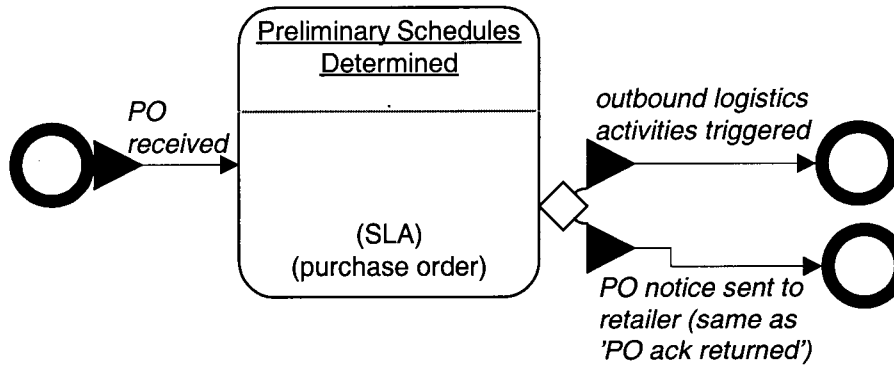 Preliminary Schedules
Determined
PO
received
(SLA)
(purchase order)
outbound logistics
activities triggered
PO notice sent to
retailer (same as
'PO ack returned')